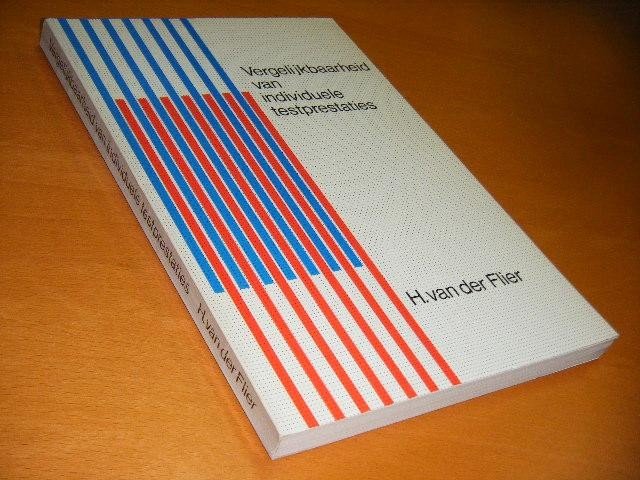 Vergelijkbaarheid
van
individuele
testprestaties
H. van der Flier
Vergelijkbaarheid van individuele testprestaties H. van der Flier